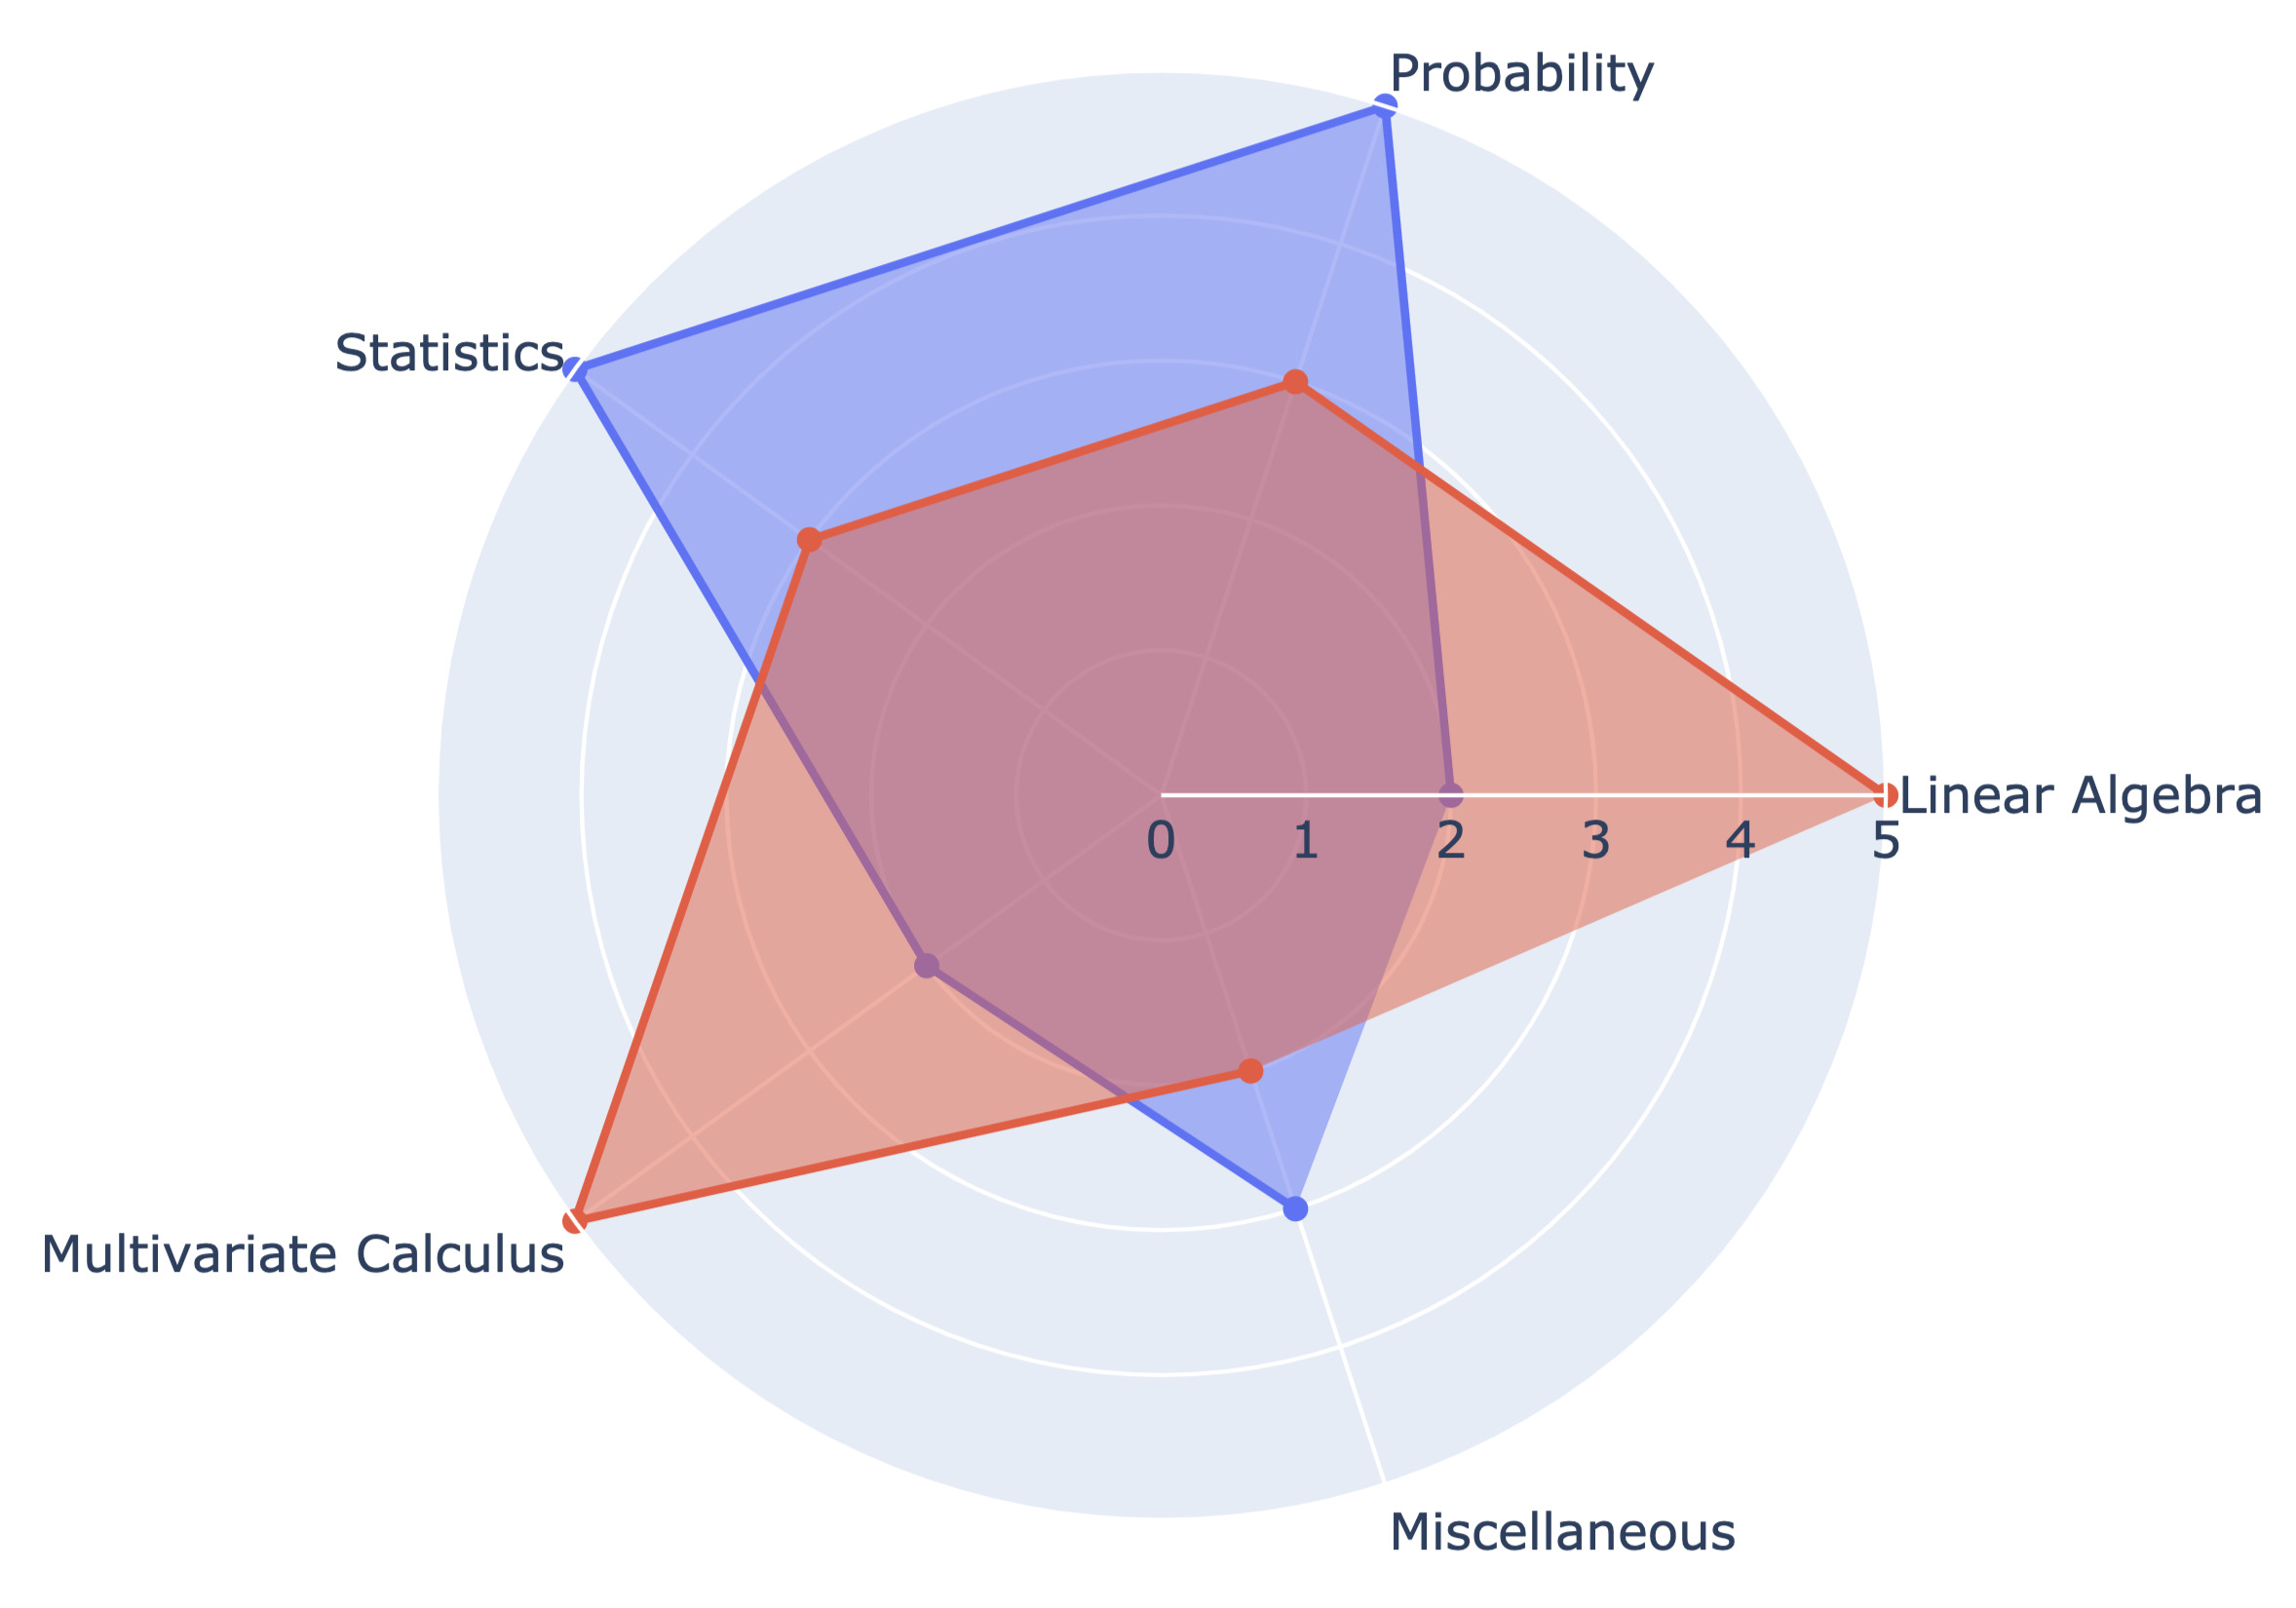 Probability
Statistics
Linear Algebra
0 1 2 3 4 5
Multivariate Calculus
Miscellaneous